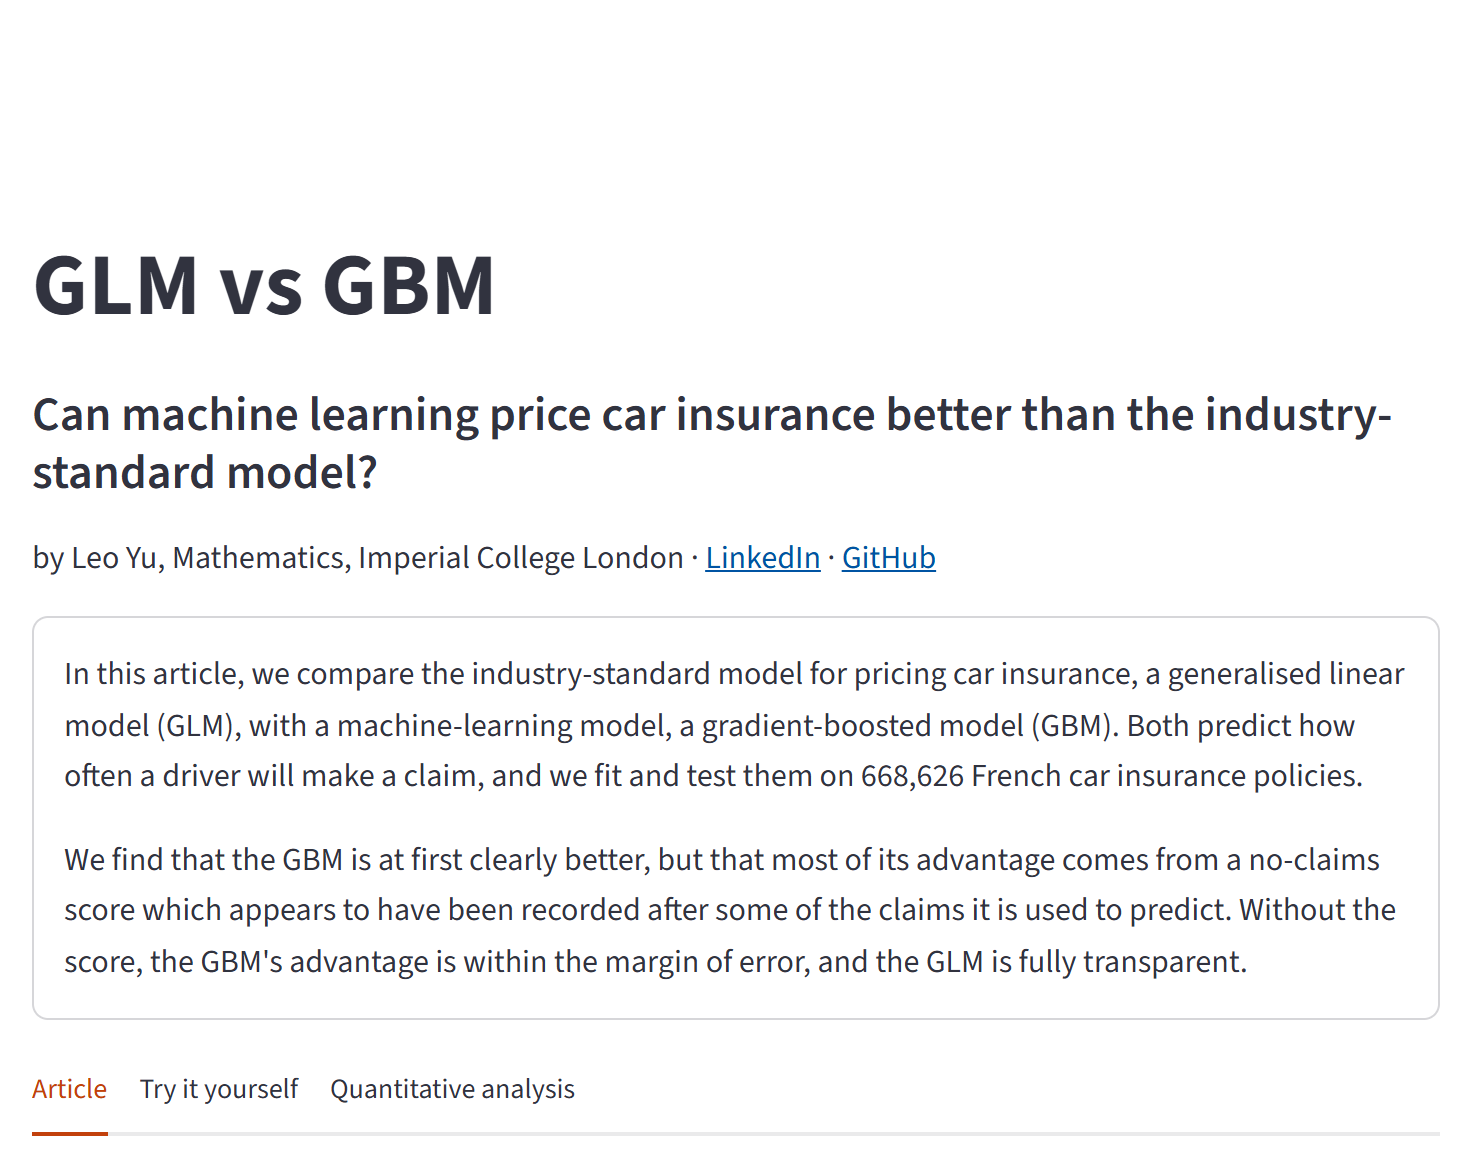 GLM vs GBM
Can machine learning price car insurance better than the industry-
standard model?
by Leo Yu, Mathematics, Imperial College London · LinkedIn · GitHub
In this article, we compare the industry-standard model for pricing car insurance, a generalised linear
model (GLM), with a machine-learning model, a gradient-boosted model (GBM). Both predict how
often a driver will make a claim, and we fit and test them on 668,626 French car insurance policies.
We find that the GBM is at first clearly better, but that most of its advantage comes from a no-claims
score which appears to have been recorded after some of the claims it is used to predict. Without the
score, the GBM's advantage is within the margin of error, and the GLM is fully transparent.
Article Try it yourself Quantitative analysis